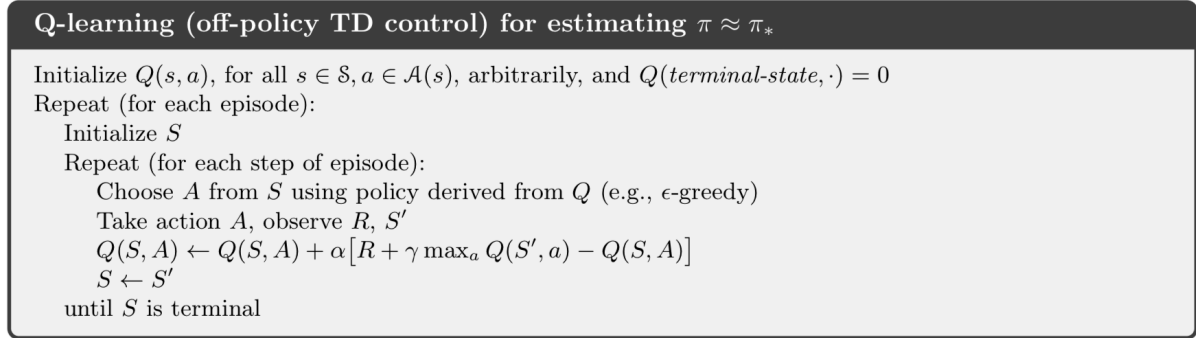 Q-learning (off-policy TD control) for estimating π ≈ π∗
Initialize Q(s, a), for all s ∈ 𝒮, a ∈ 𝒜(s), arbitrarily, and Q(terminal-state, ·) = 0
Repeat (for each episode):
Initialize S
Repeat (for each step of episode):
Choose A from S using policy derived from Q (e.g., ϵ-greedy)
Take action A, observe R, S′
Q(S, A) ← Q(S, A) + α[R + γ maxₐ Q(S′, a) − Q(S, A)]
S ← S′
until S is terminal